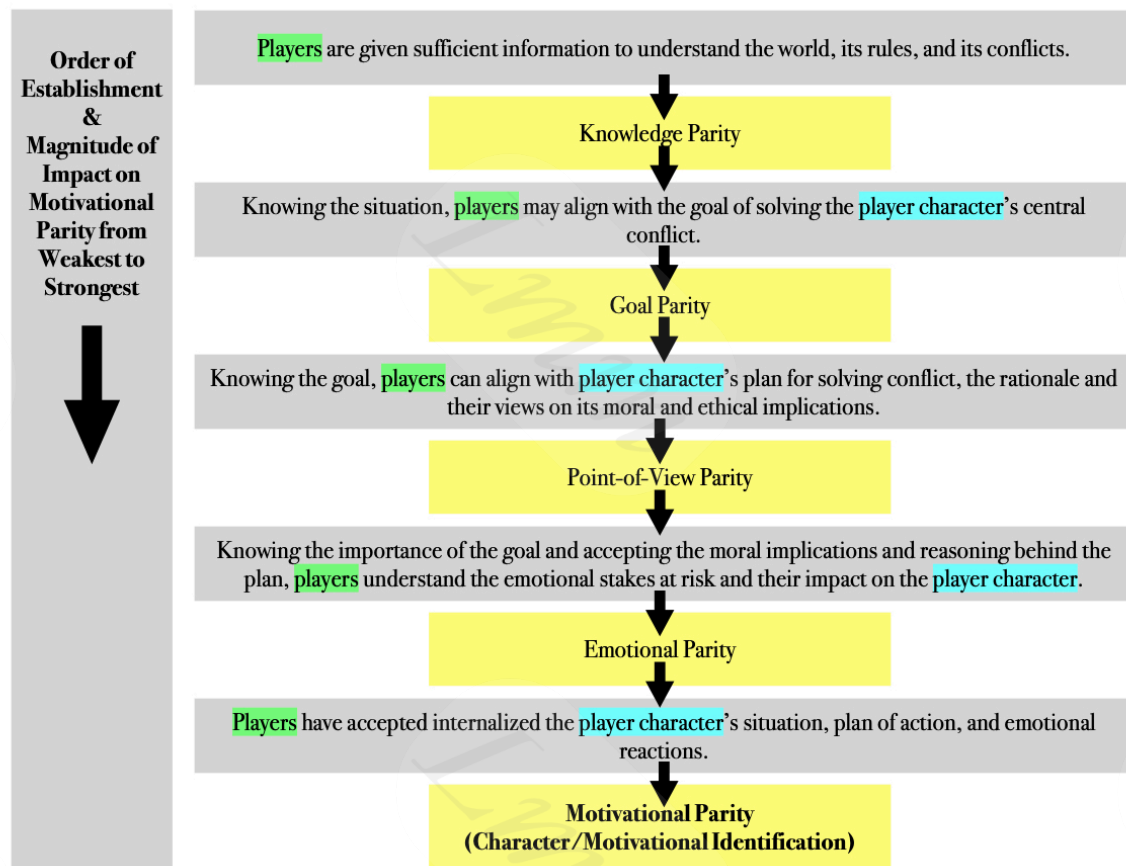 Order of
Establishment
&
Magnitude of
Impact on
Motivational
Parity from
Weakest to
Strongest
Players are given sufficient information to understand the world, its rules, and its conflicts.
Knowledge Parity
Knowing the situation, players may align with the goal of solving the player character's central
conflict.
Goal Parity
Knowing the goal, players can align with player character's plan for solving conflict, the rationale and
their views on its moral and ethical implications.
Point-of-View Parity
Knowing the importance of the goal and accepting the moral implications and reasoning behind the
plan, players understand the emotional stakes at risk and their impact on the player character.
Emotional Parity
Players have accepted internalized the player character's situation, plan of action, and emotional
reactions.
Motivational Parity
(Character/Motivational Identification)